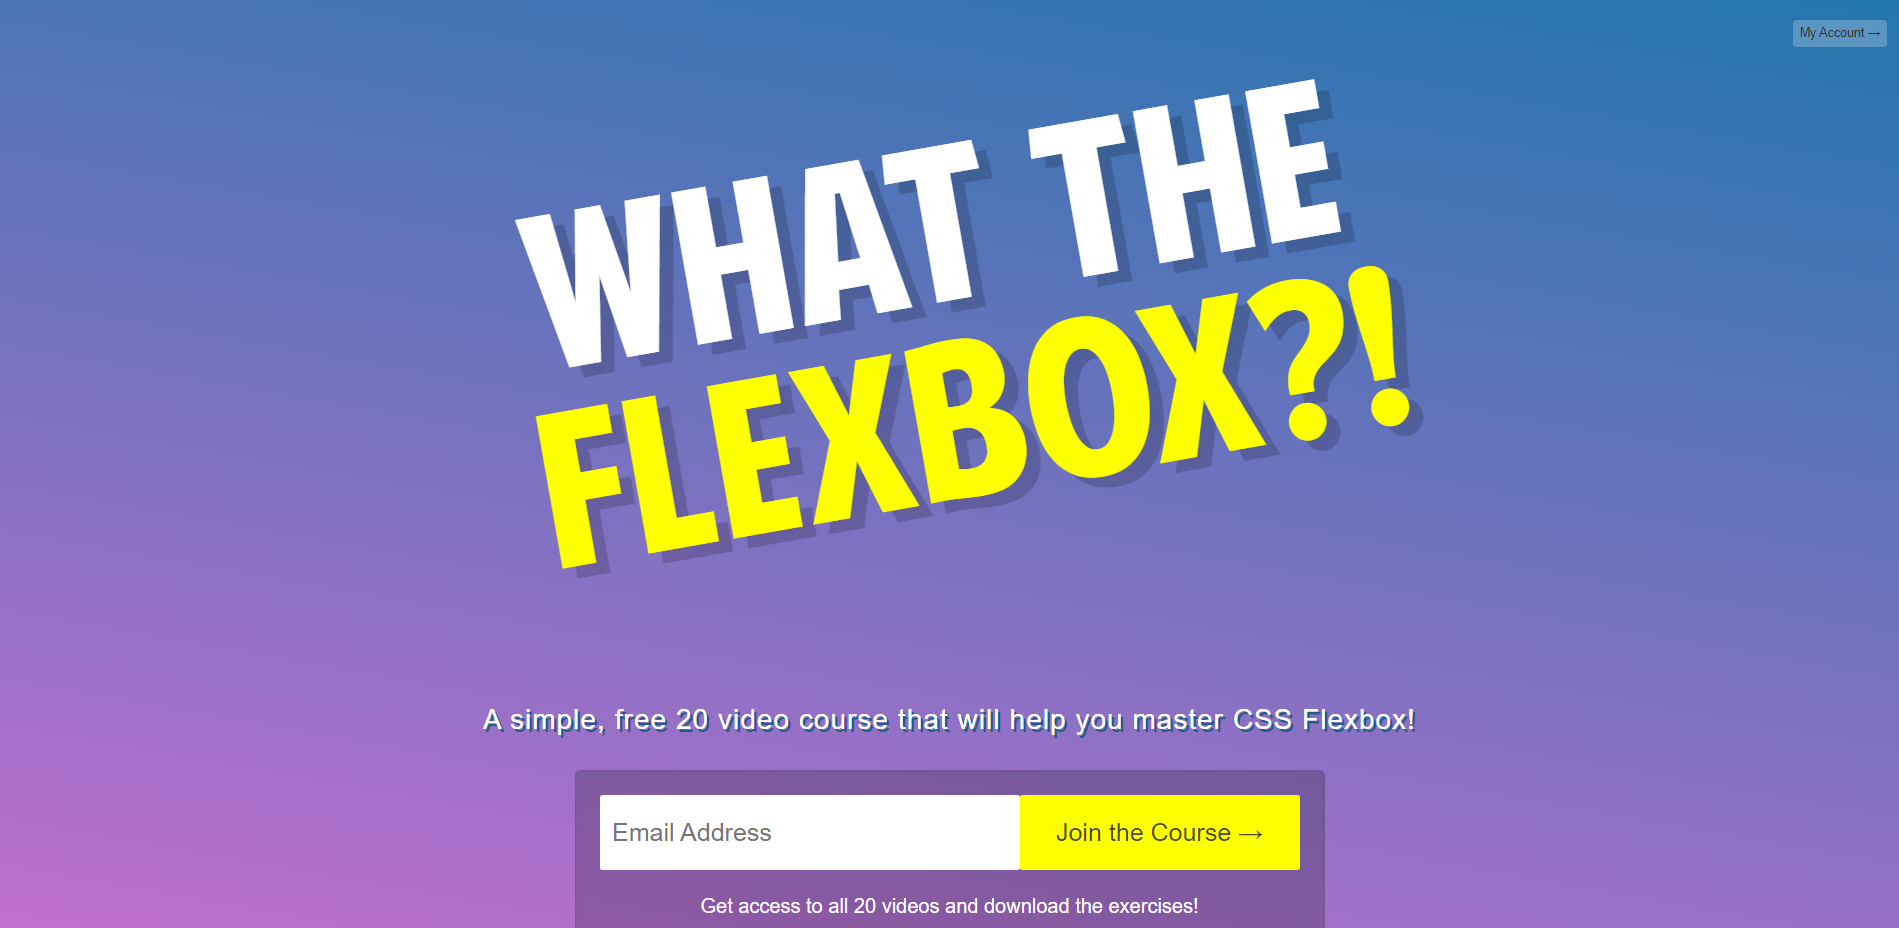 My Account →
WHAT THE
FLEXBOX?!
A simple, free 20 video course that will help you master CSS Flexbox!
Email Address
Join the Course →
Get access to all 20 videos and download the exercises!